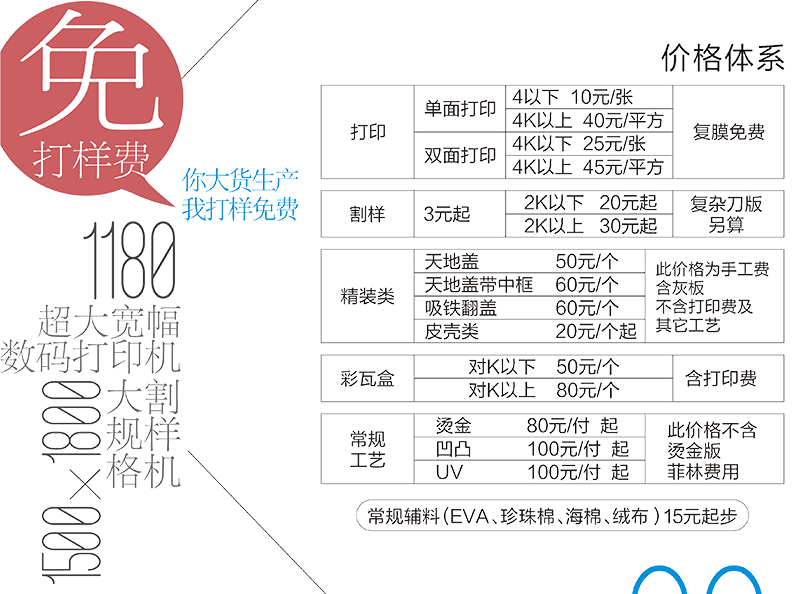 免
打样费
你大货生产
我打样免费
1180
超大宽幅
数码打印机
1500×1800
大割
规样
格机
价格体系
打印
单面打印
4以下 10元/张
4K以上 40元/平方
双面打印
4K以下 25元/张
4K以上 45元/平方
复膜免费
割样
3元起
2K以下 20元起
2K以上 30元起
复杂刀版
另算
精装类
天地盖 50元/个
天地盖带中框 60元/个
吸铁翻盖 60元/个
皮壳类 20元/个起
此价格为手工费
含灰板
不含打印费及
其它工艺
彩瓦盒
对K以下 50元/个
对K以上 80元/个
含打印费
常规
工艺
烫金 80元/付 起
凹凸 100元/付 起
UV 100元/付 起
此价格不含
烫金版
菲林费用
常规辅料(EVA、珍珠棉、海棉、绒布)15元起步